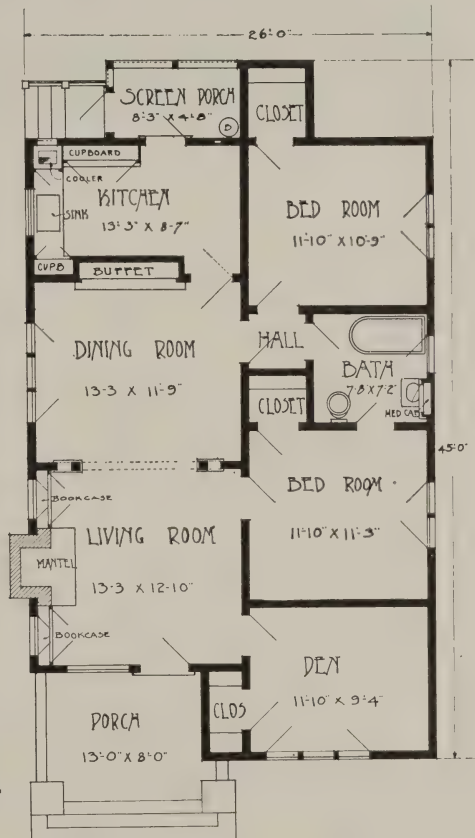 26'-0"
SCREEN PORCH
8'-3" X 4'-8"
D
CLOSET
CUPBOARD
COOLER
KITCHEN
13'-3" X 8'-7"
SINK
CUPB
BUFFET
BED ROOM
11'-10" X 10'-9"
DINING ROOM
13-3 X 11-9"
HALL
BATH
7-8 X 7-2"
MED CAB
CLOSET
45-0"
BED ROOM
11'-10" X 11'-3"
BOOKCASE
LIVING ROOM
MANTEL
13-3 X 12-10"
BOOKCASE
DEN
11'-10" X 9'-4"
CLOS
PORCH
13'-0" X 8'-0"